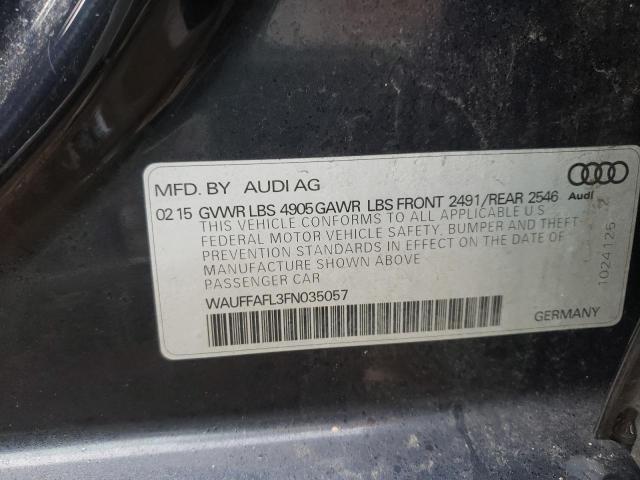 MFD. BY AUDI AG
Audi
02 15 GVWR LBS 4905 GAWR LBS FRONT 2491/REAR 2546
THIS VEHICLE CONFORMS TO ALL APPLICABLE U S
FEDERAL MOTOR VEHICLE SAFETY, BUMPER AND THEFT
PREVENTION STANDARDS IN EFFECT ON THE DATE OF
MANUFACTURE SHOWN ABOVE
PASSENGER CAR
WAUFFAFL3FN035057
GERMANY
1024125